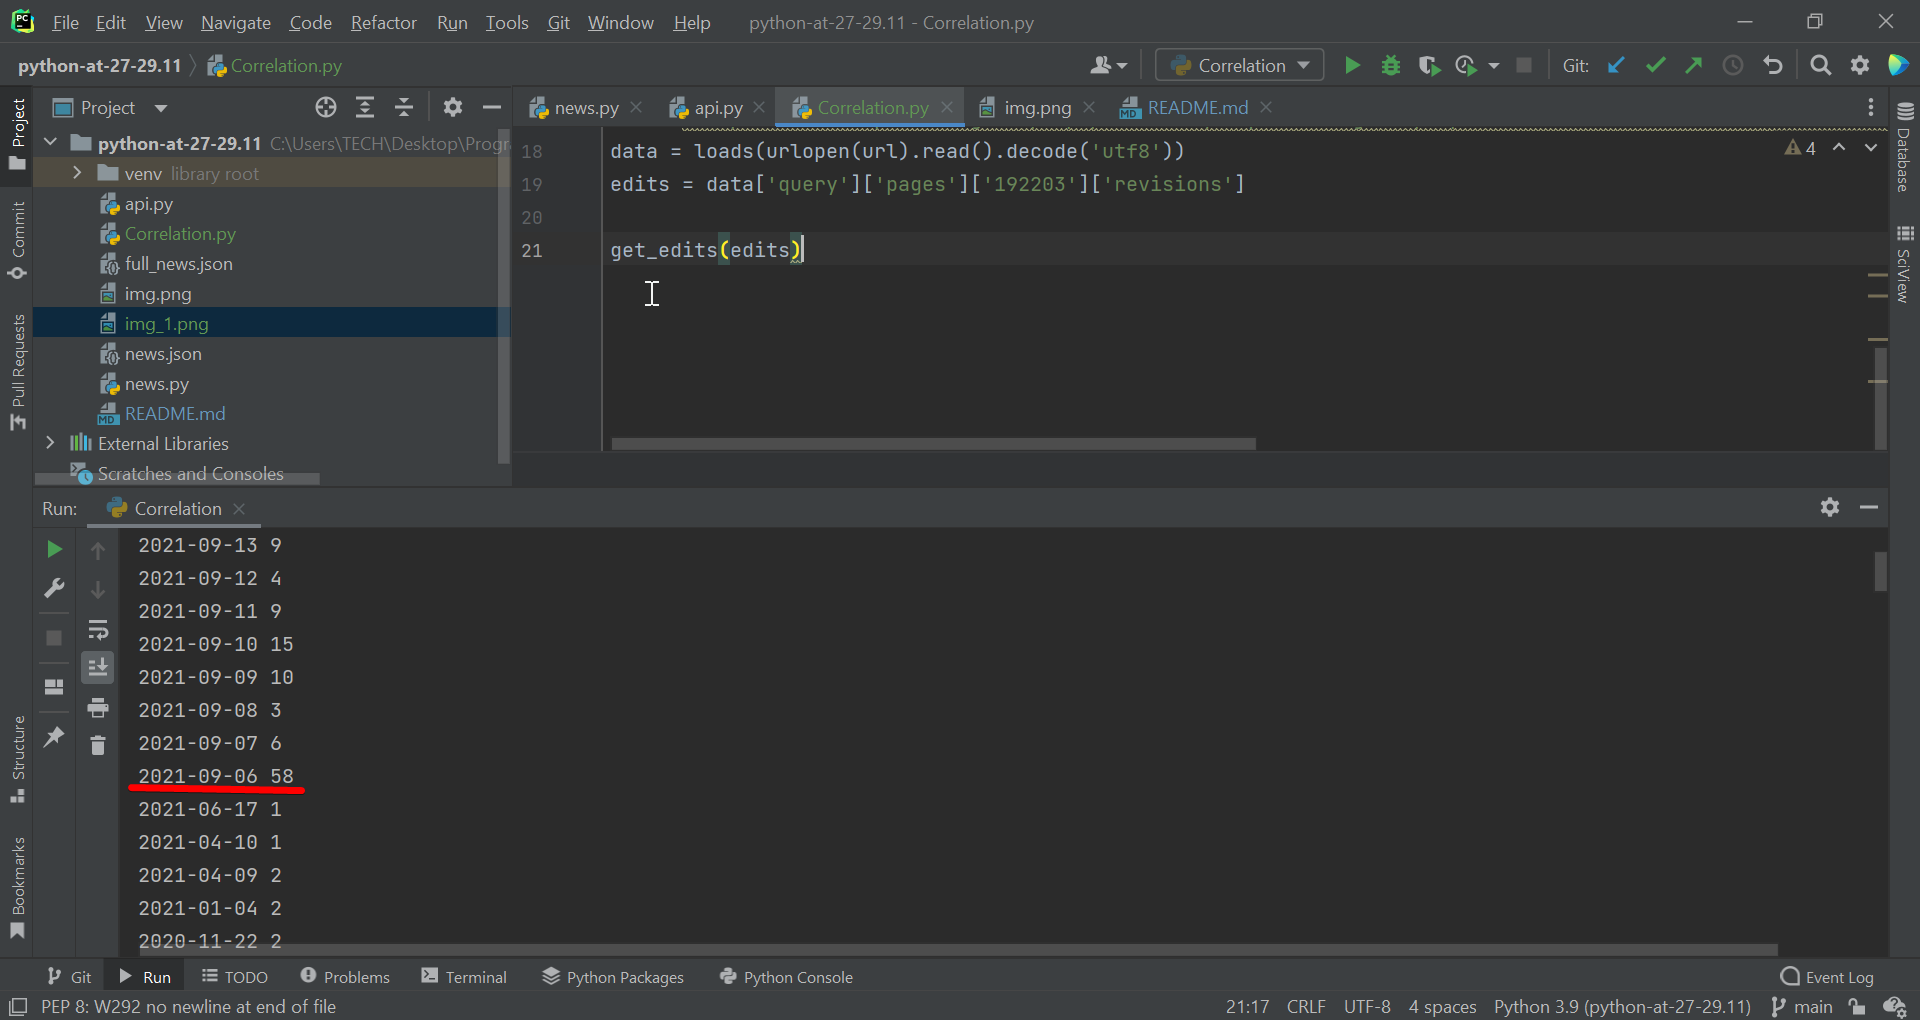 PC File Edit View Navigate Code Refactor Run Tools Git Window Help python-at-27-29.11 - Correlation.py
python-at-27-29.11 Correlation.py Correlation Git:
Project news.py api.py Correlation.py img.png README.md
python-at-27-29.11 C:\Users\TECH\Desktop\Progr
venv library root
api.py
Correlation.py
full_news.json
img.png
img_1.png
news.json
news.py
README.md
External Libraries
Scratches and Consoles
18 data = loads(urlopen(url).read().decode('utf8'))
19 edits = data['query']['pages']['192203']['revisions']
20
21 get_edits(edits)
4
Project
Commit
Pull Requests
Structure
Bookmarks
Database
SciView
Run: Correlation
2021-09-13 9
2021-09-12 4
2021-09-11 9
2021-09-10 15
2021-09-09 10
2021-09-08 3
2021-09-07 6
2021-09-06 58
2021-06-17 1
2021-04-10 1
2021-04-09 2
2021-01-04 2
2020-11-22 2
Git Run TODO Problems Terminal Python Packages Python Console Event Log
PEP 8: W292 no newline at end of file 21:17 CRLF UTF-8 4 spaces Python 3.9 (python-at-27-29.11) main